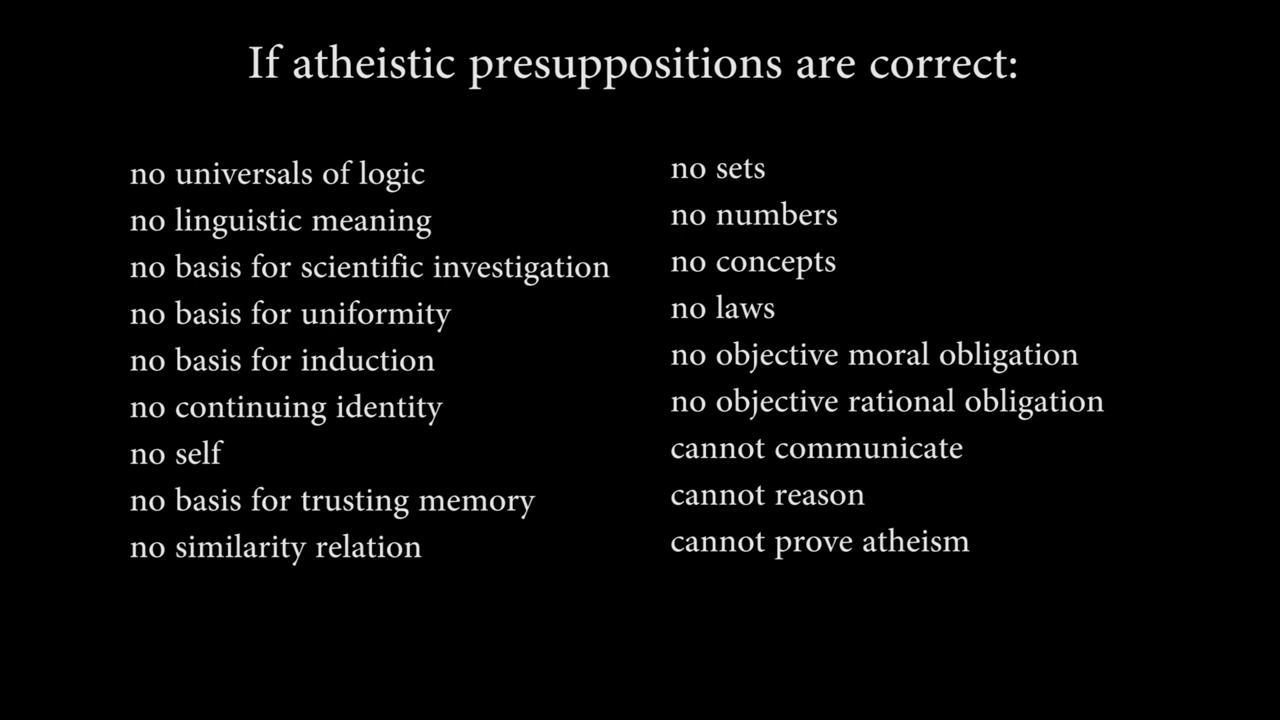 If atheistic presuppositions are correct:
no universals of logic
no linguistic meaning
no basis for scientific investigation
no basis for uniformity
no basis for induction
no continuing identity
no self
no basis for trusting memory
no similarity relation
no sets
no numbers
no concepts
no laws
no objective moral obligation
no objective rational obligation
cannot communicate
cannot reason
cannot prove atheism